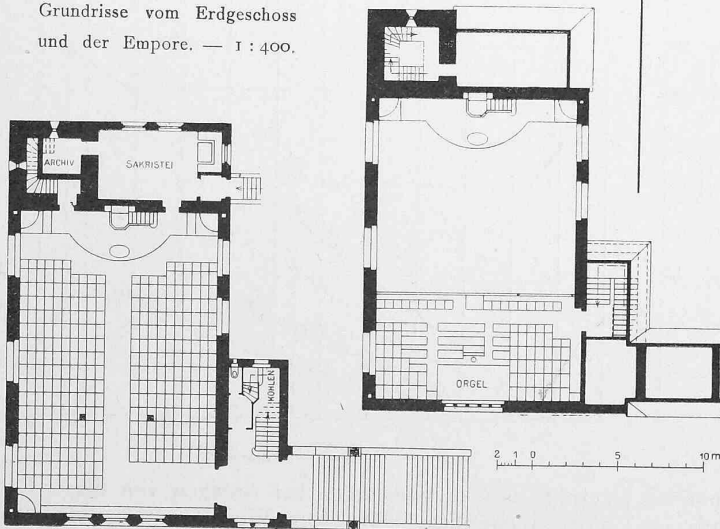 Grundrisse vom Erdgeschoss
und der Empore. — 1 : 400.
ARCHIV
SAKRISTEI
KOHLEN
ORGEL
2 1 0 5 10 m